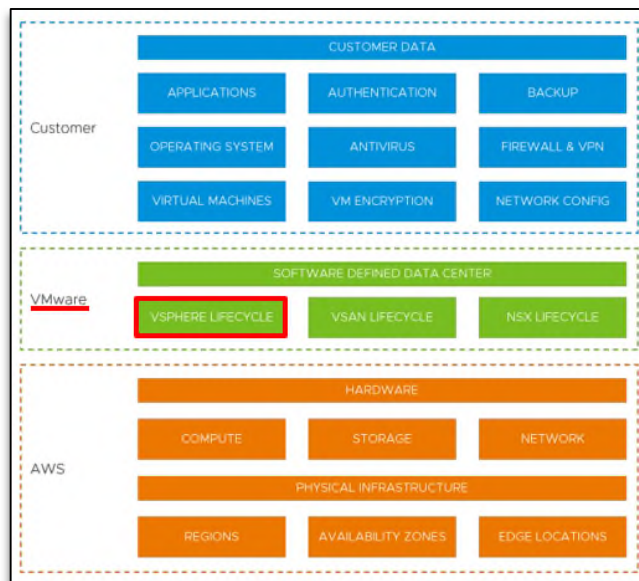 CUSTOMER DATA
Customer
APPLICATIONS
AUTHENTICATION
BACKUP
OPERATING SYSTEM
ANTIVIRUS
FIREWALL & VPN
VIRTUAL MACHINES
VM ENCRYPTION
NETWORK CONFIG
VMware
SOFTWARE DEFINED DATA CENTER
VSPHERE LIFECYCLE
VSAN LIFECYCLE
NSX LIFECYCLE
AWS
HARDWARE
COMPUTE
STORAGE
NETWORK
PHYSICAL INFRASTRUCTURE
REGIONS
AVAILABILITY ZONES
EDGE LOCATIONS